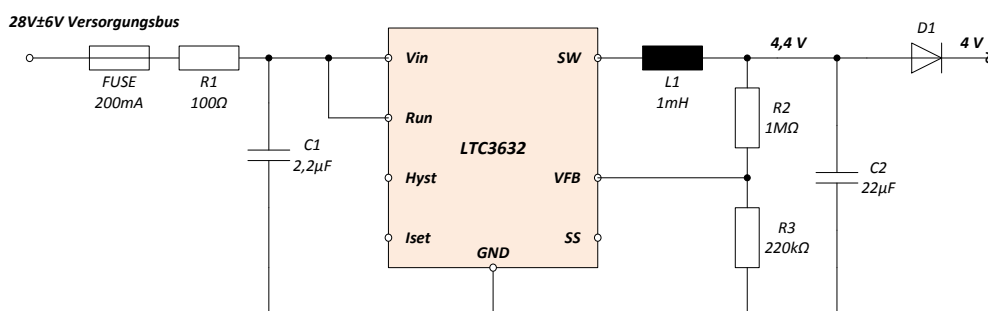 28V±6V Versorgungsbus
FUSE
200mA
R1
100Ω
C1
2,2µF
Vin
Run
Hyst
Iset
LTC3632
GND
SW
VFB
SS
L1
1mH
4,4 V
R2
1MΩ
R3
220kΩ
C2
22µF
D1
4 V